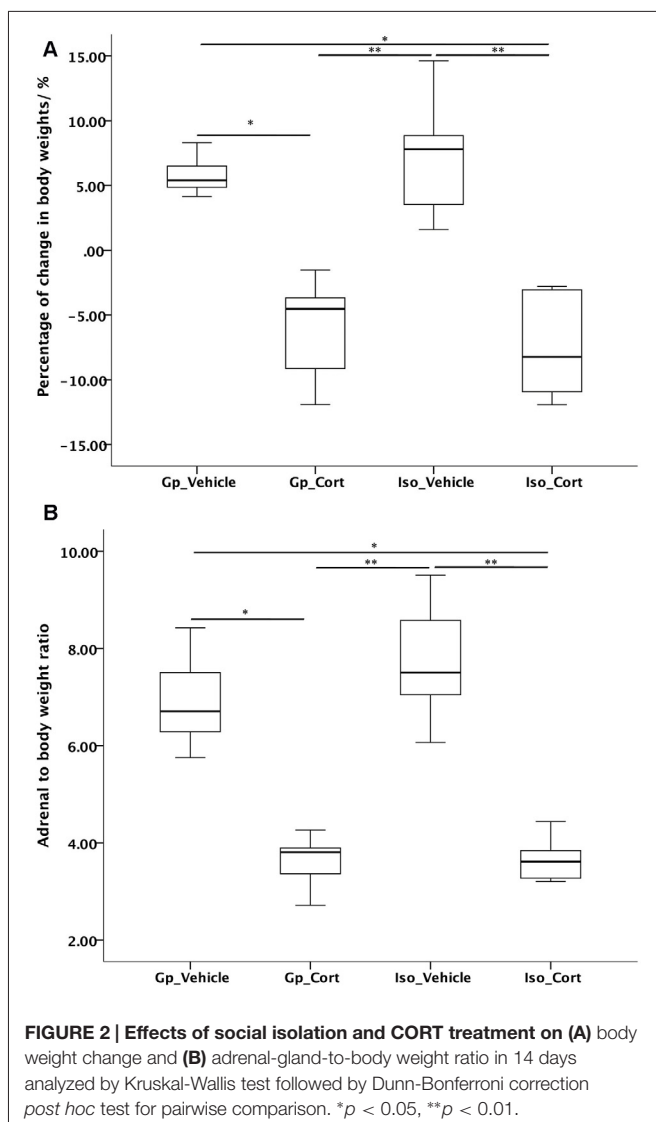 A
*
**
**
*
15.00
10.00
5.00
.00
-5.00
-10.00
-15.00
Percentage of change in body weights/ %
Gp_Vehicle Gp_Cort Iso_Vehicle Iso_Cort
B
*
**
**
*
10.00
8.00
6.00
4.00
2.00
Adrenal to body weight ratio
Gp_Vehicle Gp_Cort Iso_Vehicle Iso_Cort
FIGURE 2 | Effects of social isolation and CORT treatment on (A) body
weight change and (B) adrenal-gland-to-body weight ratio in 14 days
analyzed by Kruskal-Wallis test followed by Dunn-Bonferroni correction
post hoc test for pairwise comparison. *p < 0.05, **p < 0.01.